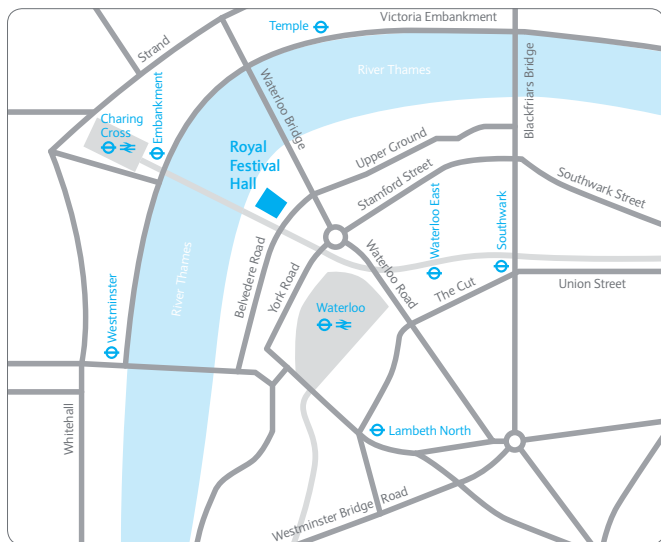 Temple
Victoria Embankment
Strand
River Thames
Waterloo Bridge
Blackfriars Bridge
Charing
Cross
Embankment
Royal
Festival
Hall
Upper Ground
Stamford Street
Southwark Street
Waterloo East
Southwark
Belvedere Road
York Road
Waterloo Road
River Thames
The Cut
Union Street
Waterloo
Westminster
Whitehall
Lambeth North
Westminster Bridge Road